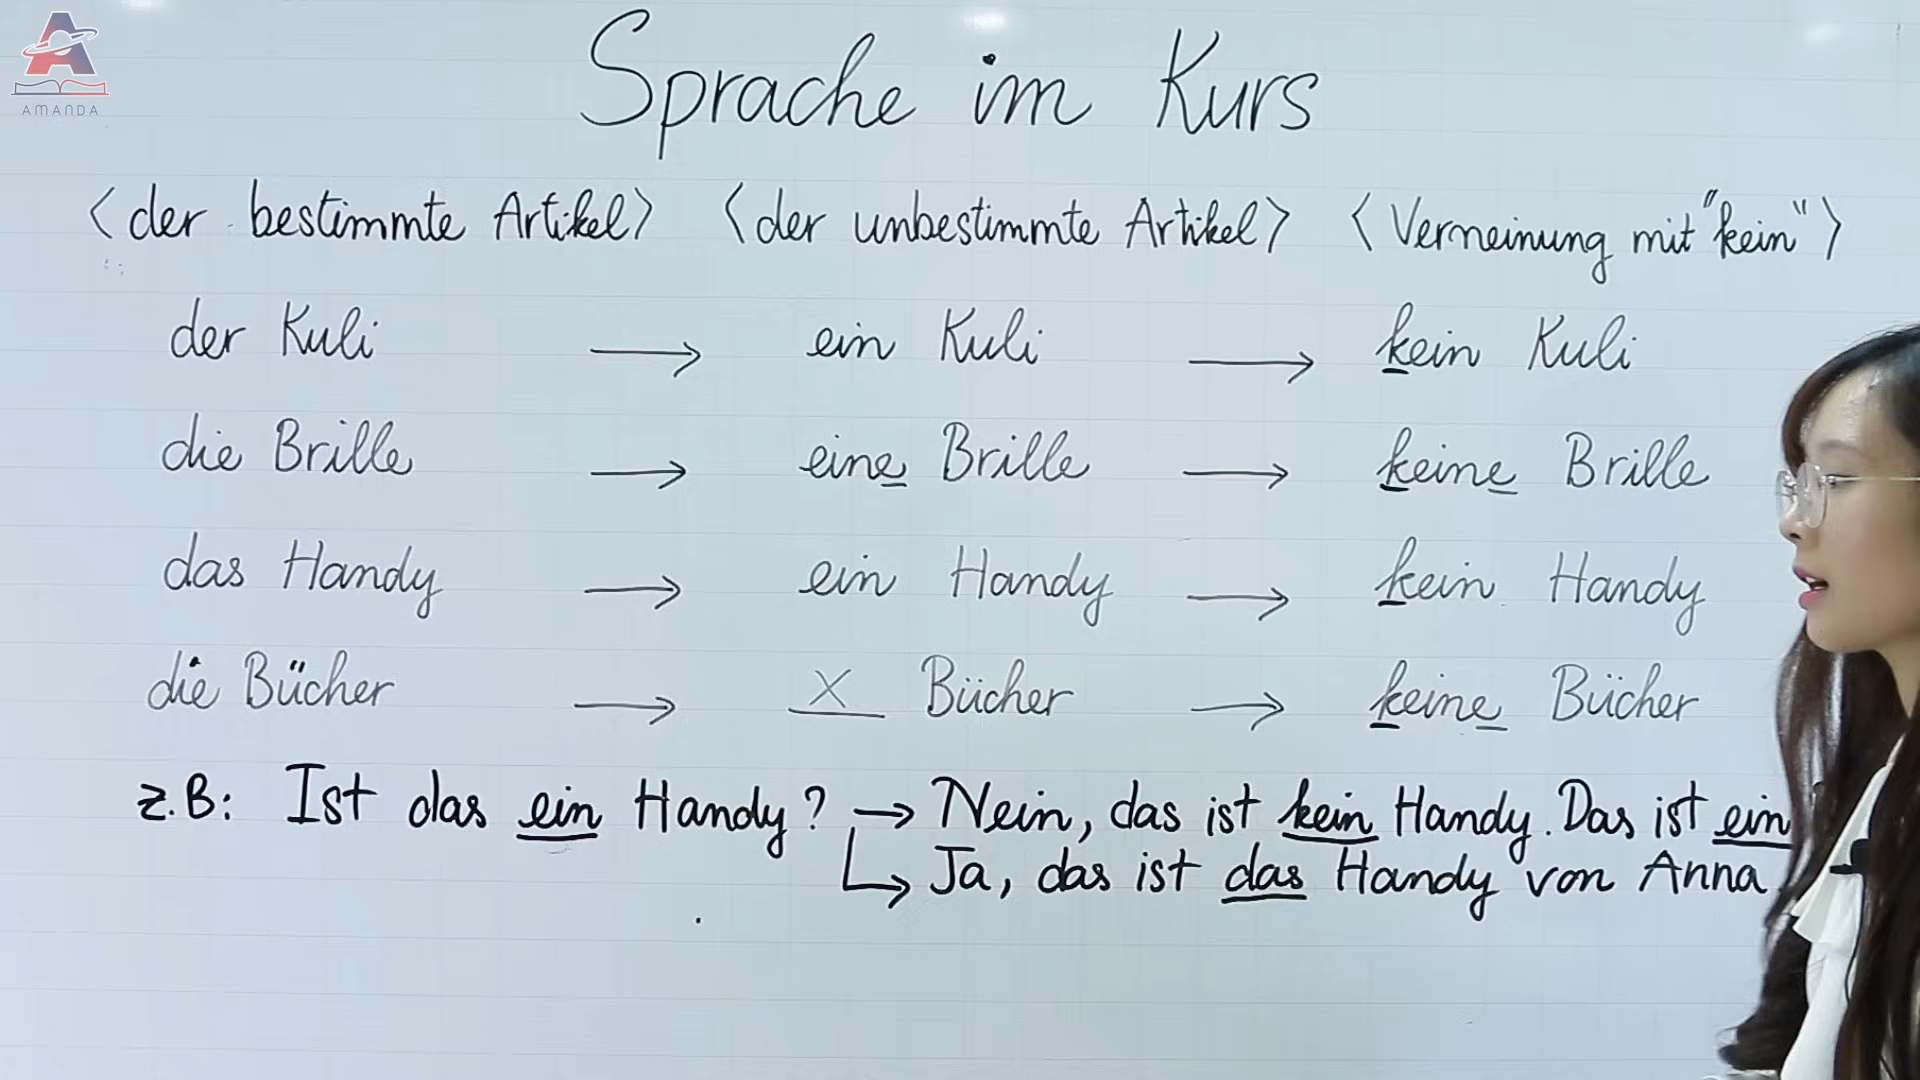 AMANDA
Sprache im Kurs
<der bestimmte Artikel> <der unbestimmte Artikel> <Verneinung mit "kein">
der Kuli → ein Kuli → kein Kuli
die Brille → eine Brille → keine Brille
das Handy → ein Handy → kein Handy
die Bücher → X Bücher → keine Bücher
z.B: Ist das ein Handy? → Nein, das ist kein Handy. Das ist ein
↳ Ja, das ist das Handy von Anna